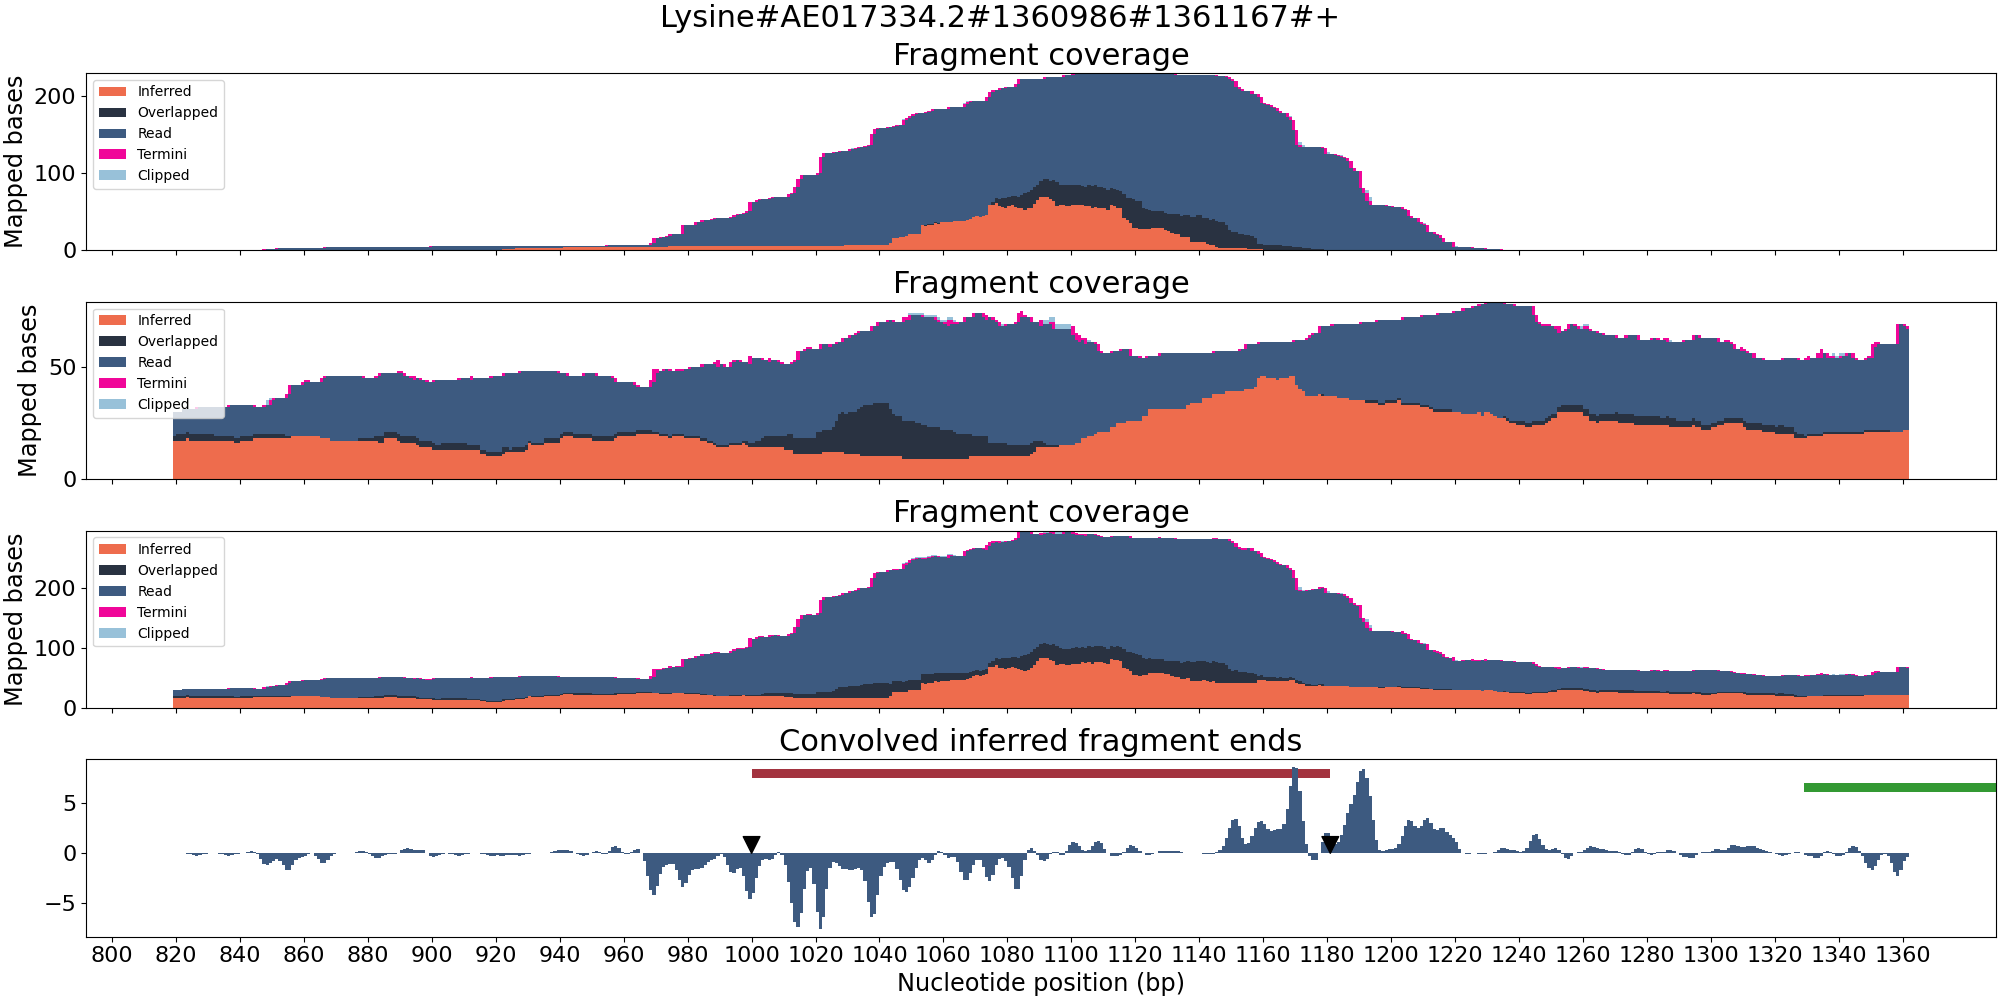 Lysine#AE017334.2#1360986#1361167#+
Fragment coverage
Mapped bases
200
100
0
Inferred
Overlapped
Read
Termini
Clipped
Fragment coverage
Mapped bases
50
0
Inferred
Overlapped
Read
Termini
Clipped
Fragment coverage
Mapped bases
200
100
0
Inferred
Overlapped
Read
Termini
Clipped
Convolved inferred fragment ends
5
0
−5
800 820 840 860 880 900 920 940 960 980 1000 1020 1040 1060 1080 1100 1120 1140 1160 1180 1200 1220 1240 1260 1280 1300 1320 1340 1360
Nucleotide position (bp)